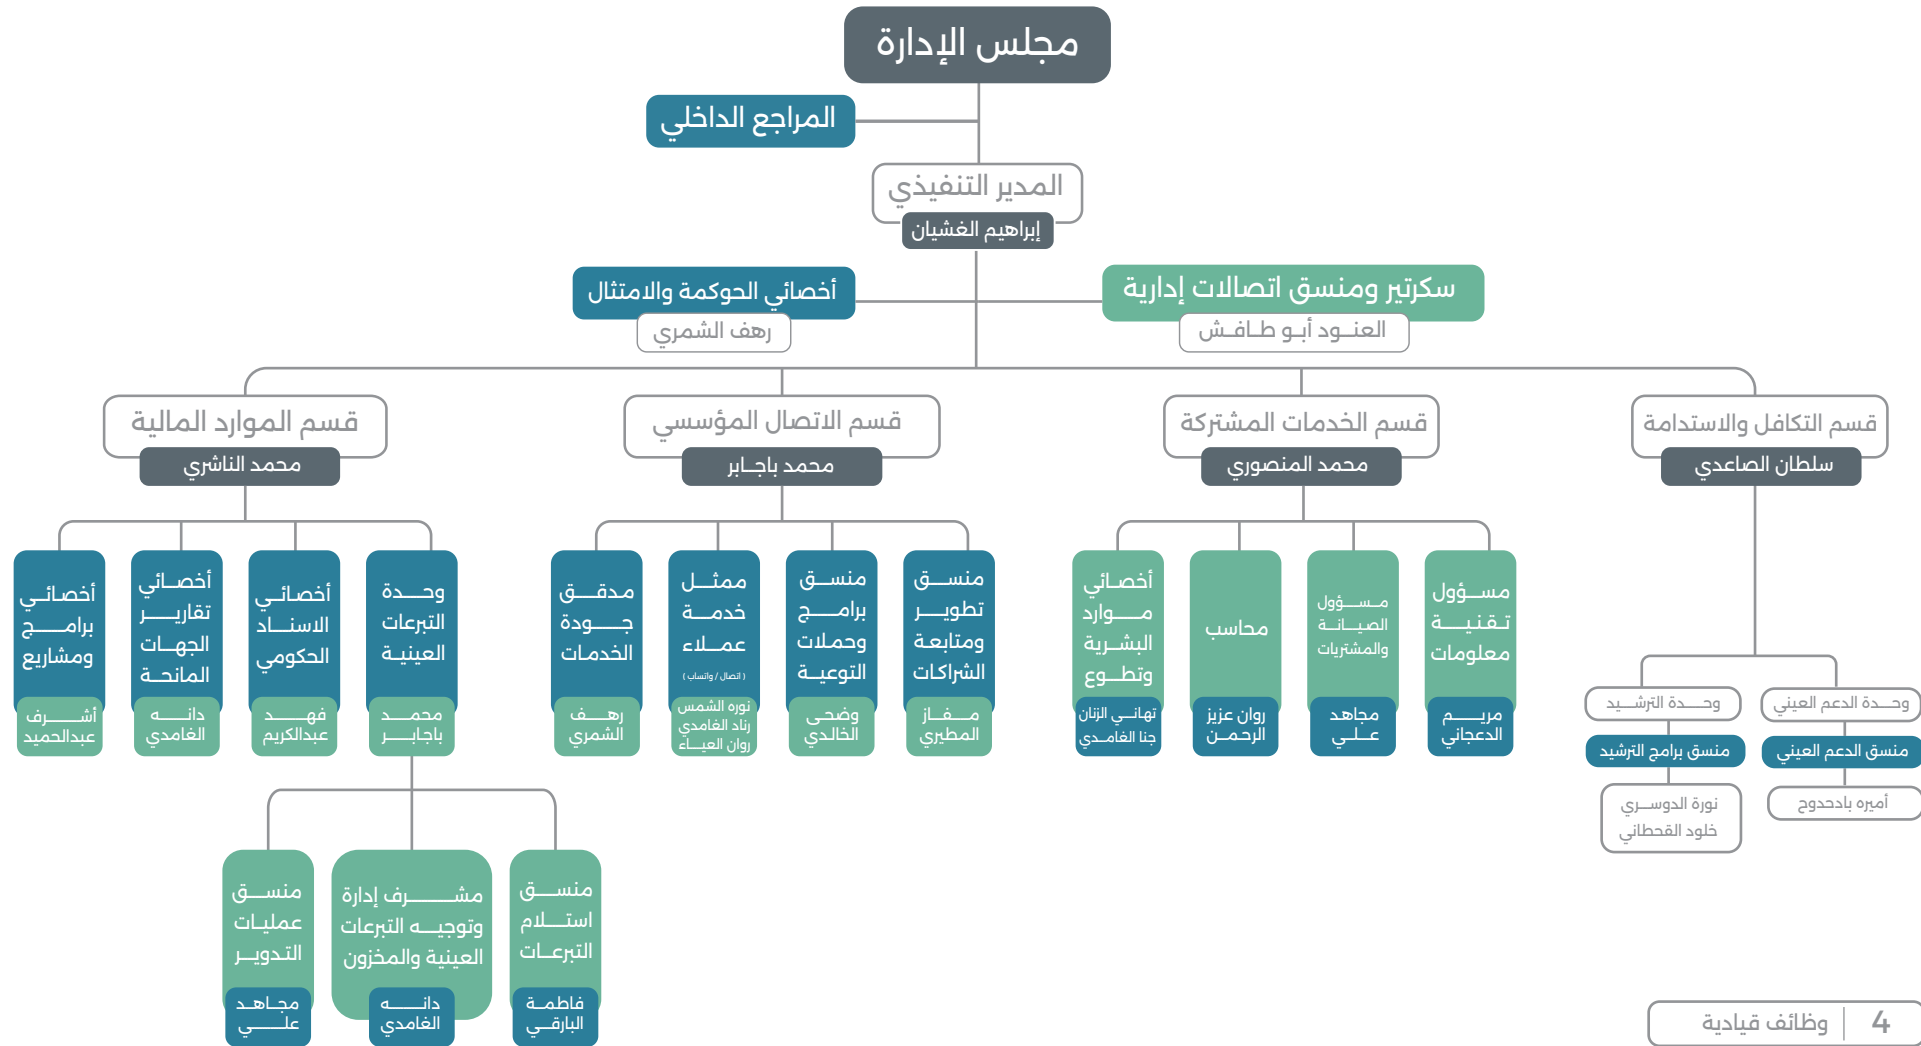 مجلس الإدارة
المراجع الداخلي
المدير التنفيذي
إبراهيم الغشيان
سكرتير ومنسق اتصالات إدارية
العنود أبو طافش
أخصائي الحوكمة والامتثال
رهف الشمري
قسم التكافل والاستدامة
سلطان الصاعدي
قسم الخدمات المشتركة
محمد المنصوري
قسم الاتصال المؤسسي
محمد باجابر
قسم الموارد المالية
محمد الناشري
وحدة الدعم العيني
منسق الدعم العيني
أميره بادحدوح
وحدة الترشيد
منسق برامج الترشيد
نورة الدوسري
خلود القحطاني
مسؤول
تقنية
معلومات
مريم
الدعجاني
مسؤول
الصيانة
والمشتريات
مجاهد
علي
محاسب
روان عزيز
الرحمن
أخصائي
موارد
البشرية
وتطوع
تهاني الزنان
جنا الغامدي
منسق
تطوير
ومتابعة
الشراكات
مفاز
المطيري
منسق
برامج
وحملات
التوعية
وضحى
الخالدي
ممثل
خدمة
عملاء
( اتصال / واتساب )
نوره الشمس
رناد الغامدي
روان العياء
مدقق
جودة
الخدمات
رهف
الشمري
وحدة
التبرعات
العينية
محمد
باجابر
أخصائي
الاسناد
الحكومي
فهد
عبدالكريم
أخصائي
تقارير
الجهات
المانحة
دانه
الغامدي
أخصائي
برامج
ومشاريع
أشرف
عبدالحميد
منسق
استلام
التبرعات
فاطمة
البارقي
مشرف إدارة
وتوجيه التبرعات
العينية والمخزون
دانه
الغامدي
منسق
عمليات
التدوير
مجاهد
علي
4 وظائف قيادية